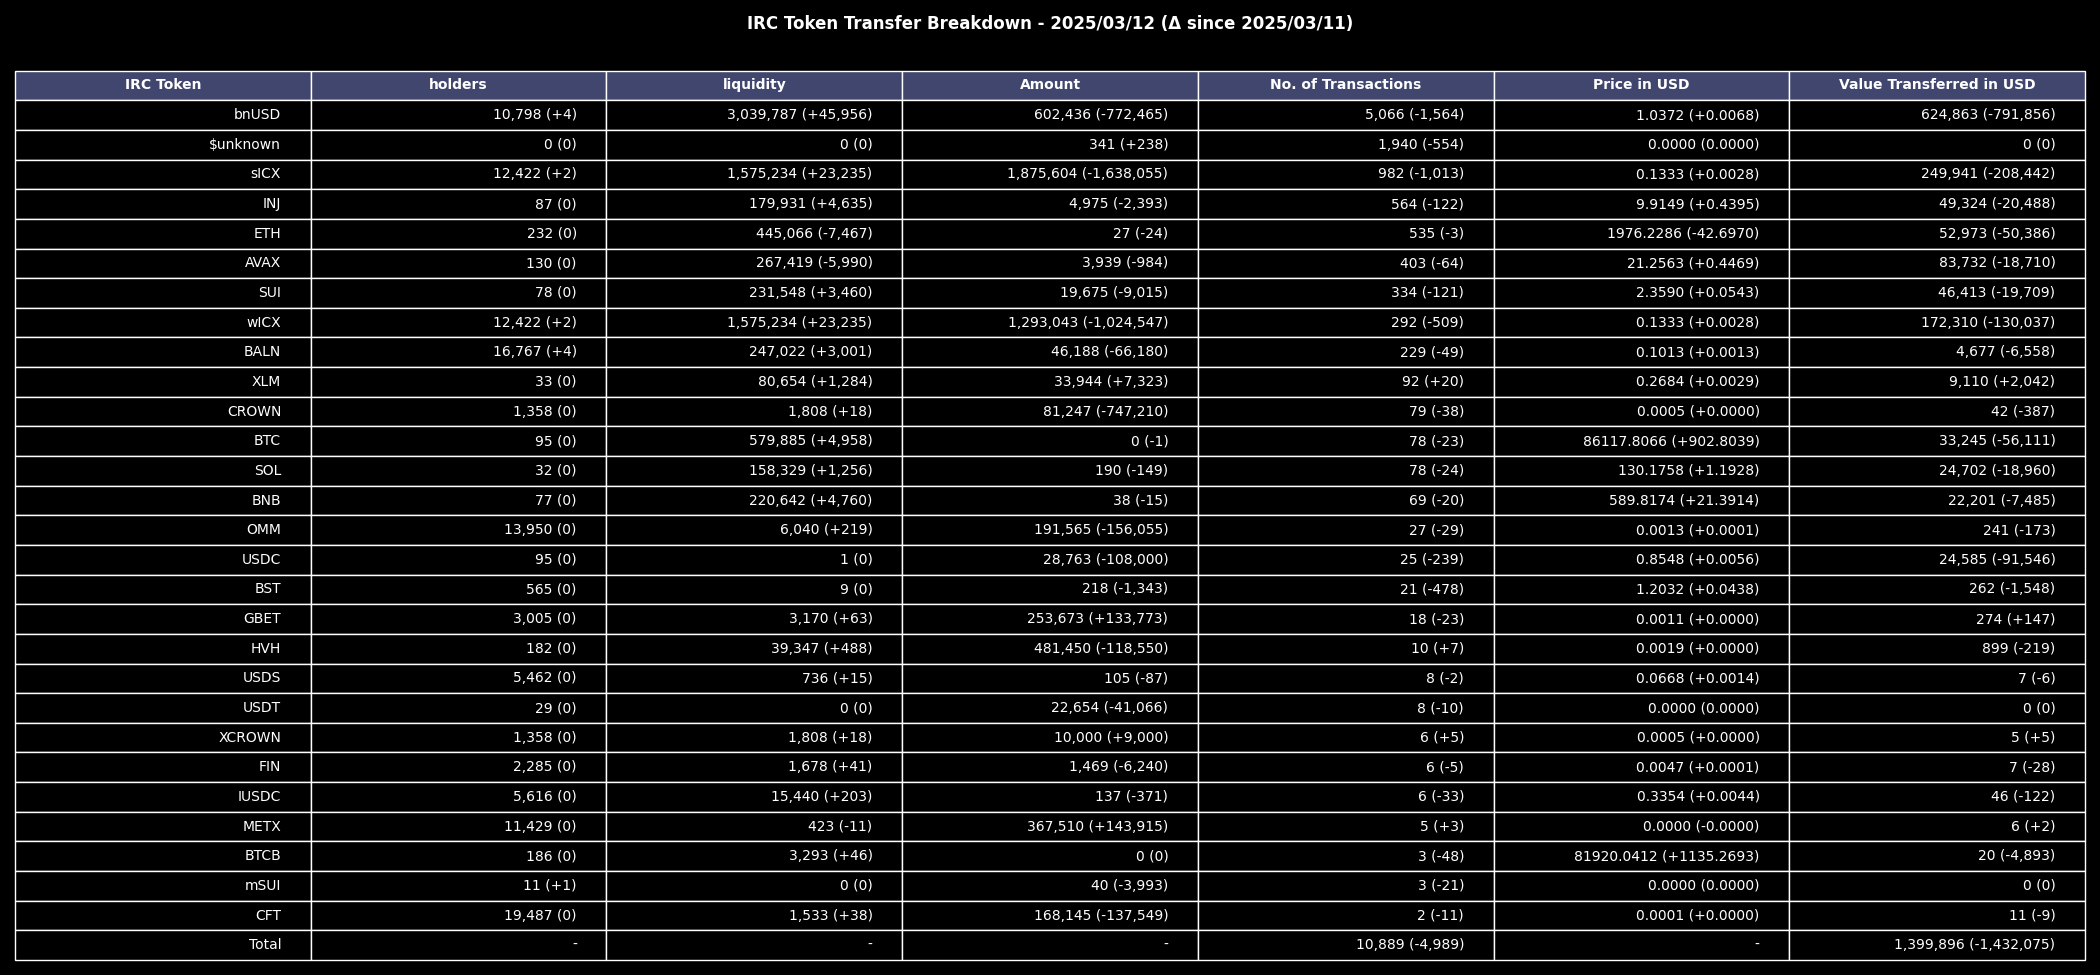 IRC Token Transfer Breakdown - 2025/03/12 (Δ since 2025/03/11)
IRC Token holders liquidity Amount No. of Transactions Price in USD Value Transferred in USD
bnUSD 10,798 (+4) 3,039,787 (+45,956) 602,436 (-772,465) 5,066 (-1,564) 1.0372 (+0.0068) 624,863 (-791,856)
$unknown 0 (0) 0 (0) 341 (+238) 1,940 (-554) 0.0000 (0.0000) 0 (0)
sICX 12,422 (+2) 1,575,234 (+23,235) 1,875,604 (-1,638,055) 982 (-1,013) 0.1333 (+0.0028) 249,941 (-208,442)
INJ 87 (0) 179,931 (+4,635) 4,975 (-2,393) 564 (-122) 9.9149 (+0.4395) 49,324 (-20,488)
ETH 232 (0) 445,066 (-7,467) 27 (-24) 535 (-3) 1976.2286 (-42.6970) 52,973 (-50,386)
AVAX 130 (0) 267,419 (-5,990) 3,939 (-984) 403 (-64) 21.2563 (+0.4469) 83,732 (-18,710)
SUI 78 (0) 231,548 (+3,460) 19,675 (-9,015) 334 (-121) 2.3590 (+0.0543) 46,413 (-19,709)
wICX 12,422 (+2) 1,575,234 (+23,235) 1,293,043 (-1,024,547) 292 (-509) 0.1333 (+0.0028) 172,310 (-130,037)
BALN 16,767 (+4) 247,022 (+3,001) 46,188 (-66,180) 229 (-49) 0.1013 (+0.0013) 4,677 (-6,558)
XLM 33 (0) 80,654 (+1,284) 33,944 (+7,323) 92 (+20) 0.2684 (+0.0029) 9,110 (+2,042)
CROWN 1,358 (0) 1,808 (+18) 81,247 (-747,210) 79 (-38) 0.0005 (+0.0000) 42 (-387)
BTC 95 (0) 579,885 (+4,958) 0 (-1) 78 (-23) 86117.8066 (+902.8039) 33,245 (-56,111)
SOL 32 (0) 158,329 (+1,256) 190 (-149) 78 (-24) 130.1758 (+1.1928) 24,702 (-18,960)
BNB 77 (0) 220,642 (+4,760) 38 (-15) 69 (-20) 589.8174 (+21.3914) 22,201 (-7,485)
OMM 13,950 (0) 6,040 (+219) 191,565 (-156,055) 27 (-29) 0.0013 (+0.0001) 241 (-173)
USDC 95 (0) 1 (0) 28,763 (-108,000) 25 (-239) 0.8548 (+0.0056) 24,585 (-91,546)
BST 565 (0) 9 (0) 218 (-1,343) 21 (-478) 1.2032 (+0.0438) 262 (-1,548)
GBET 3,005 (0) 3,170 (+63) 253,673 (+133,773) 18 (-23) 0.0011 (+0.0000) 274 (+147)
HVH 182 (0) 39,347 (+488) 481,450 (-118,550) 10 (+7) 0.0019 (+0.0000) 899 (-219)
USDS 5,462 (0) 736 (+15) 105 (-87) 8 (-2) 0.0668 (+0.0014) 7 (-6)
USDT 29 (0) 0 (0) 22,654 (-41,066) 8 (-10) 0.0000 (0.0000) 0 (0)
XCROWN 1,358 (0) 1,808 (+18) 10,000 (+9,000) 6 (+5) 0.0005 (+0.0000) 5 (+5)
FIN 2,285 (0) 1,678 (+41) 1,469 (-6,240) 6 (-5) 0.0047 (+0.0001) 7 (-28)
IUSDC 5,616 (0) 15,440 (+203) 137 (-371) 6 (-33) 0.3354 (+0.0044) 46 (-122)
METX 11,429 (0) 423 (-11) 367,510 (+143,915) 5 (+3) 0.0000 (-0.0000) 6 (+2)
BTCB 186 (0) 3,293 (+46) 0 (0) 3 (-48) 81920.0412 (+1135.2693) 20 (-4,893)
mSUI 11 (+1) 0 (0) 40 (-3,993) 3 (-21) 0.0000 (0.0000) 0 (0)
CFT 19,487 (0) 1,533 (+38) 168,145 (-137,549) 2 (-11) 0.0001 (+0.0000) 11 (-9)
Total - - - 10,889 (-4,989) - 1,399,896 (-1,432,075)